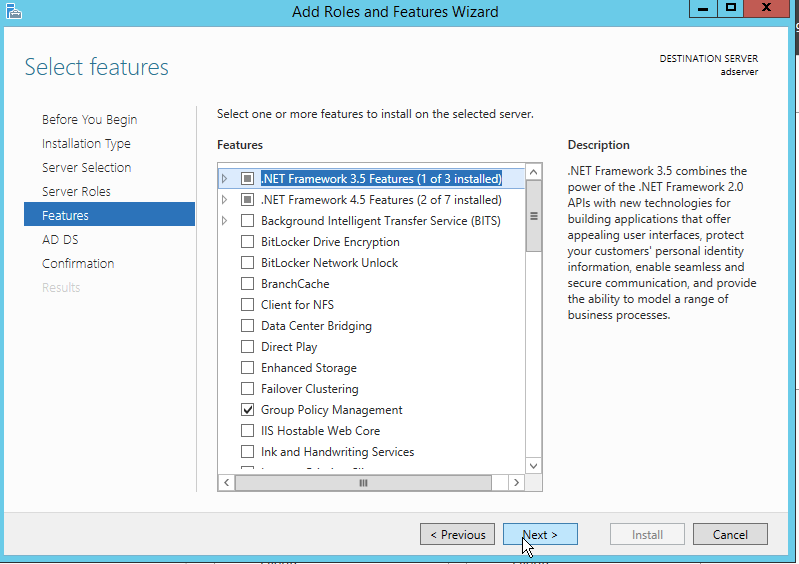 Add Roles and Features Wizard
Select features
DESTINATION SERVER
adserver
Before You Begin
Installation Type
Server Selection
Server Roles
Features
AD DS
Confirmation
Results
Select one or more features to install on the selected server.
Features
.NET Framework 3.5 Features (1 of 3 installed)
.NET Framework 4.5 Features (2 of 7 installed)
Background Intelligent Transfer Service (BITS)
BitLocker Drive Encryption
BitLocker Network Unlock
BranchCache
Client for NFS
Data Center Bridging
Direct Play
Enhanced Storage
Failover Clustering
Group Policy Management
IIS Hostable Web Core
Ink and Handwriting Services
Description
.NET Framework 3.5 combines the
power of the .NET Framework 2.0
APIs with new technologies for
building applications that offer
appealing user interfaces, protect
your customers' personal identity
information, enable seamless and
secure communication, and provide
the ability to model a range of
business processes.
< Previous
Next >
Install
Cancel